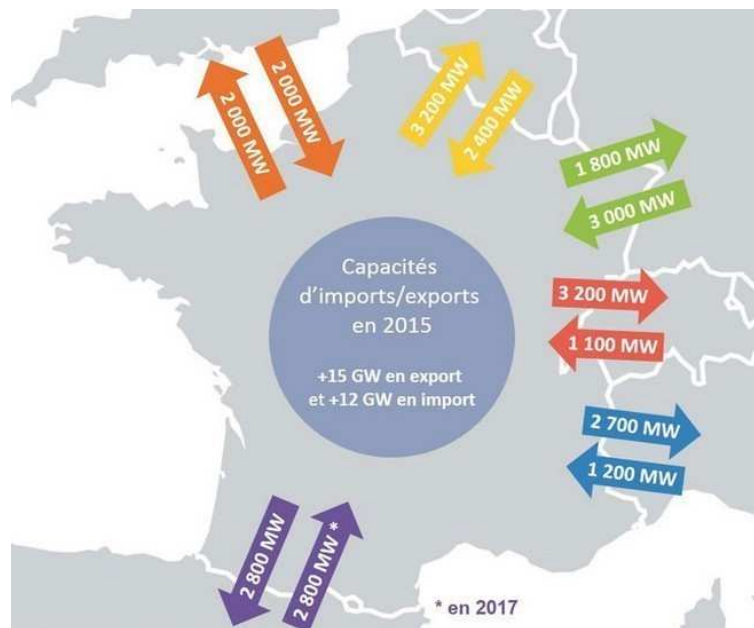 2 000 MW
2 000 MW
3 200 MW
2 400 MW
1 800 MW
3 000 MW
Capacités
d'imports/exports
en 2015
+15 GW en export
et +12 GW en import
3 200 MW
1 100 MW
2 700 MW
1 200 MW
2 800 MW
2 800 MW *
* en 2017